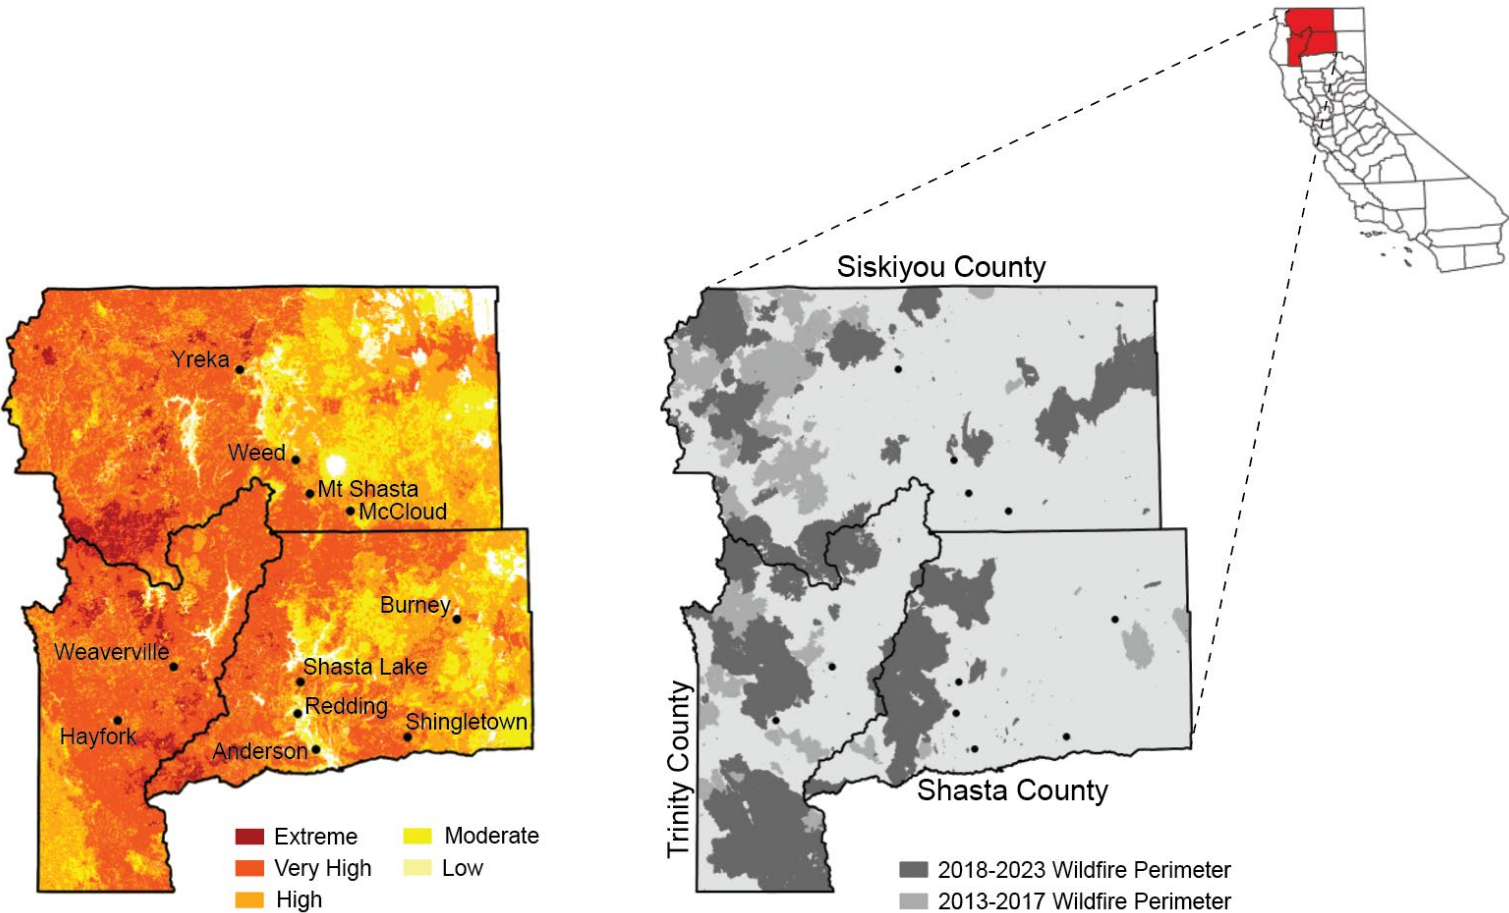 Siskiyou County
Yreka
Weed
Mt Shasta
McCloud
Burney
Weaverville
Shasta Lake
Redding
Shingletown
Hayfork
Anderson
Trinity County
Shasta County
Extreme
Moderate
Very High
Low
High
2018-2023 Wildfire Perimeter
2013-2017 Wildfire Perimeter